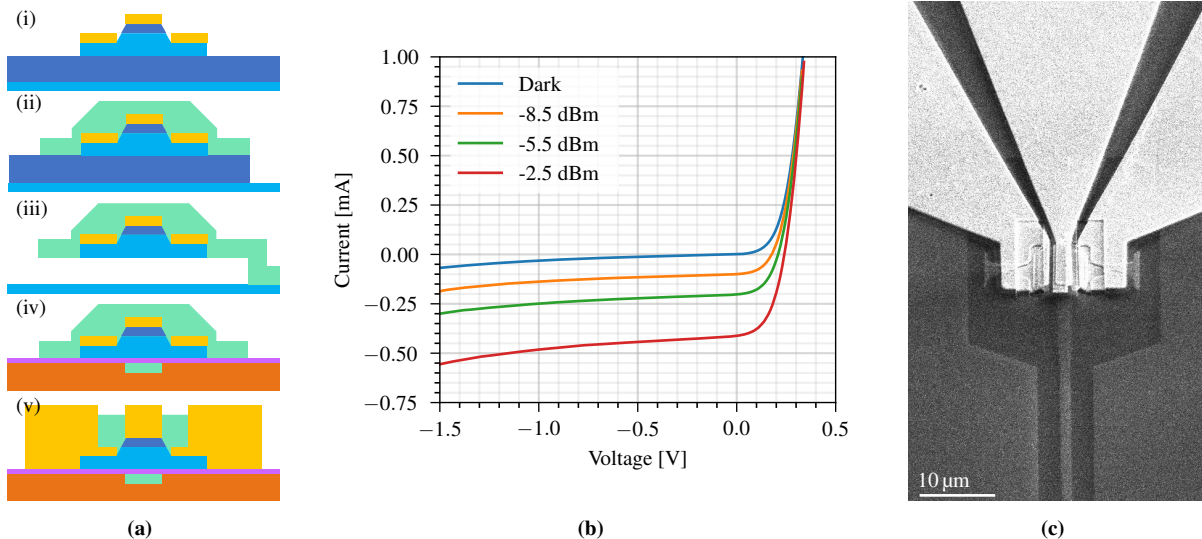 (i)
(ii)
(iii)
(iv)
(v)
(a)
1.00
0.75
0.50
0.25
0.00
−0.25
−0.50
−0.75
Current [mA]
Dark
-8.5 dBm
-5.5 dBm
-2.5 dBm
−1.5 −1.0 −0.5 0.0 0.5
Voltage [V]
(b)
10 µm
(c)